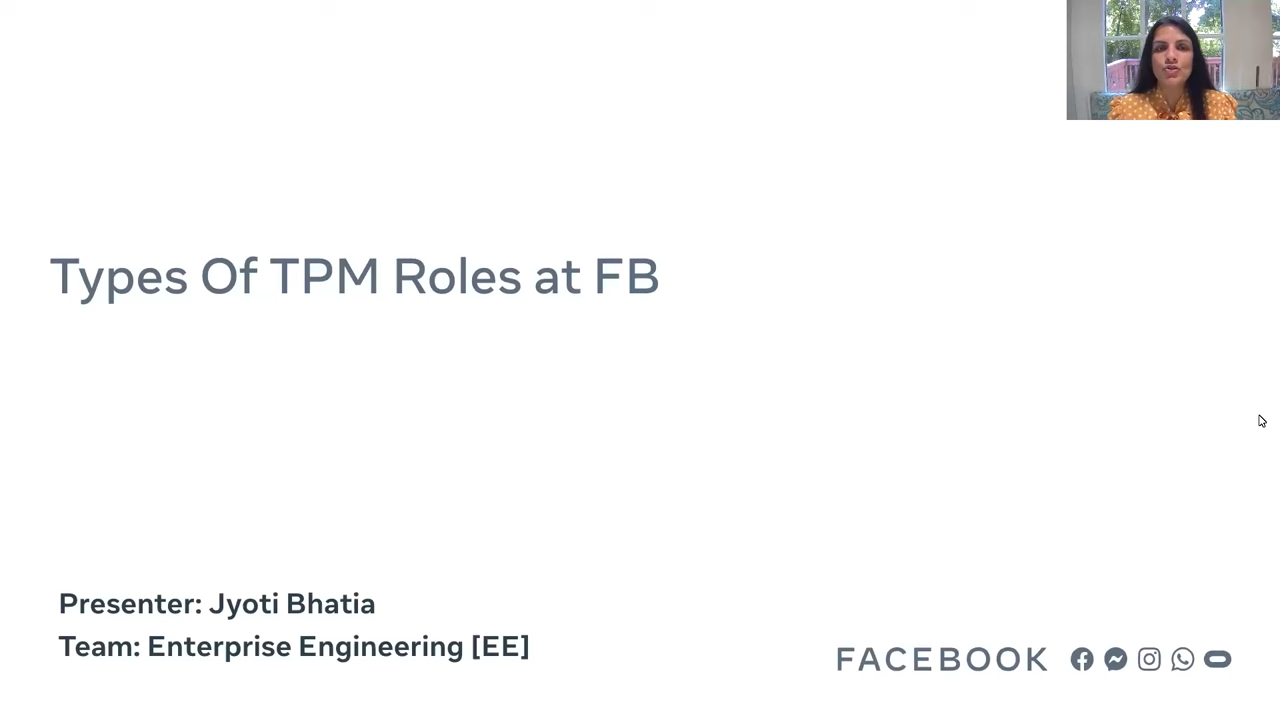 Types Of TPM Roles at FB
Presenter: Jyoti Bhatia
Team: Enterprise Engineering [EE]
FACEBOOK